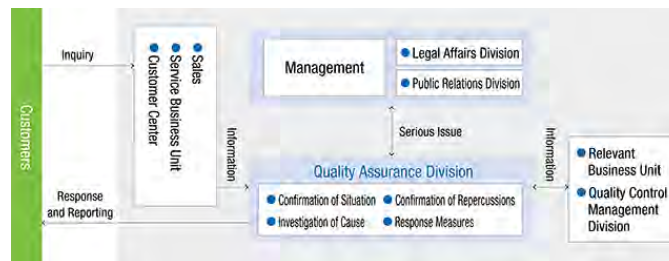 Customers
Inquiry
Sales
Service Business Unit
Customer Center
Management
Legal Affairs Division
Public Relations Division
Serious Issue
Information
Quality Assurance Division
Confirmation of Situation
Confirmation of Repercussions
Investigation of Cause
Response Measures
Information
Relevant
Business Unit
Quality Control
Management
Division
Response
and Reporting